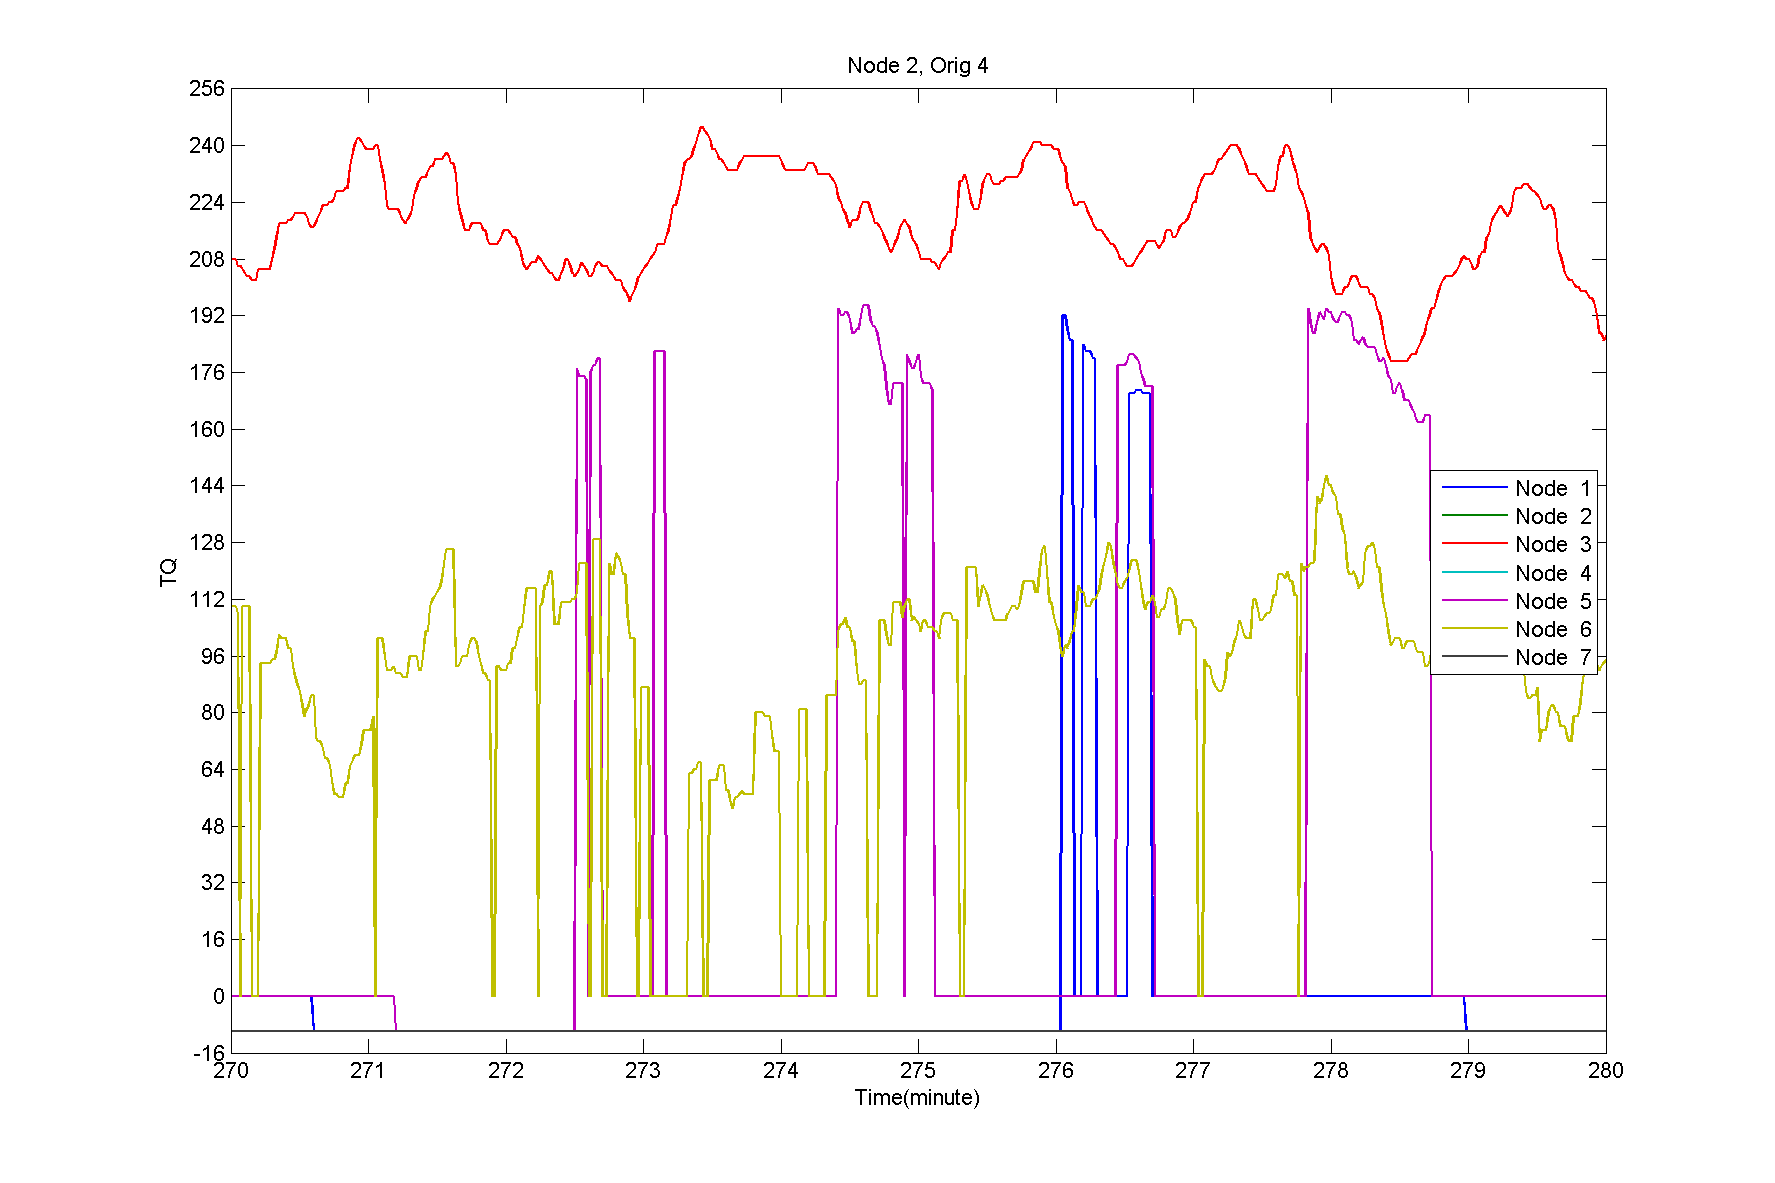 Node 2, Orig 4
256
240
224
208
192
176
160
144
128
112
96
80
64
48
32
16
0
-16
TQ
Node 1
Node 2
Node 3
Node 4
Node 5
Node 6
Node 7
270 271 272 273 274 275 276 277 278 279 280
Time(minute)